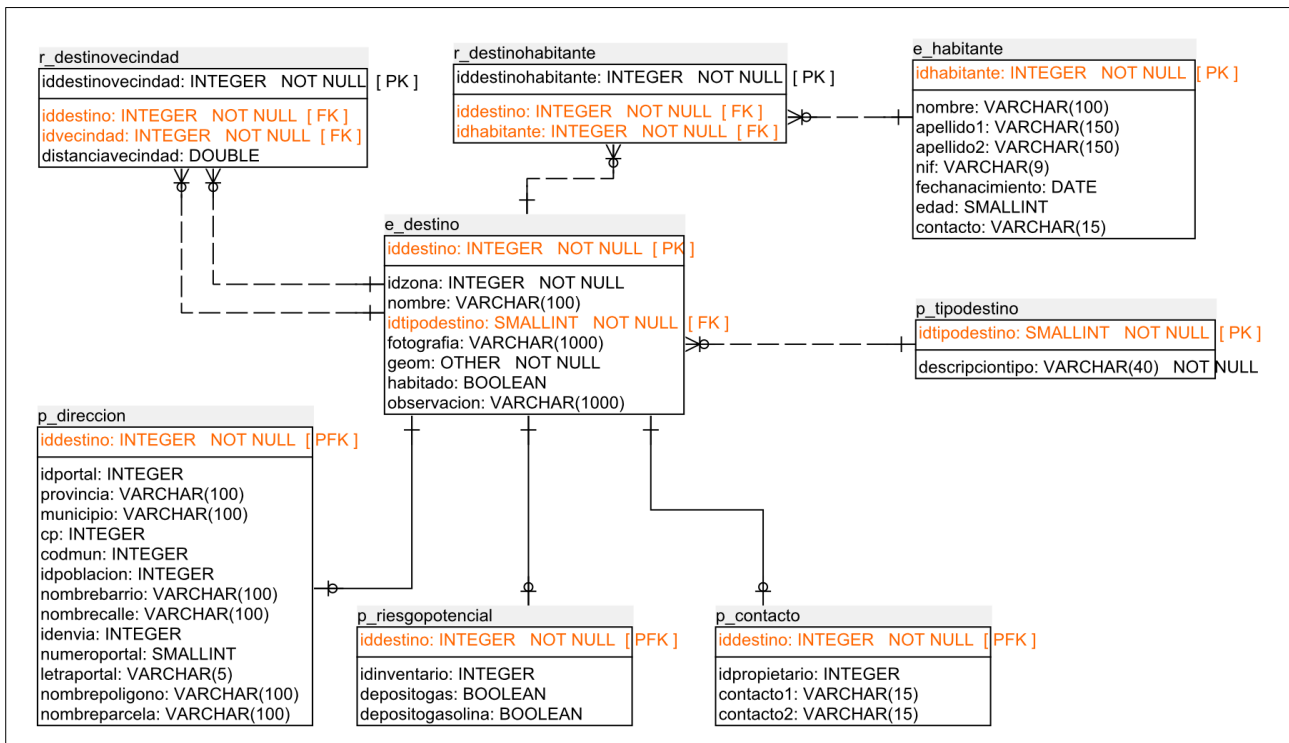 r_destinovecindad
iddestinovecindad: INTEGER NOT NULL [ PK ]
iddestino: INTEGER NOT NULL [ FK ]
idvecindad: INTEGER NOT NULL [ FK ]
distanciavecindad: DOUBLE
r_destinohabitante
iddestinohabitante: INTEGER NOT NULL [ PK ]
iddestino: INTEGER NOT NULL [ FK ]
idhabitante: INTEGER NOT NULL [ FK ]
e_habitante
idhabitante: INTEGER NOT NULL [ PK ]
nombre: VARCHAR(100)
apellido1: VARCHAR(150)
apellido2: VARCHAR(150)
nif: VARCHAR(9)
fechanacimiento: DATE
edad: SMALLINT
contacto: VARCHAR(15)
e_destino
iddestino: INTEGER NOT NULL [ PK ]
idzona: INTEGER NOT NULL
nombre: VARCHAR(100)
idtipodestino: SMALLINT NOT NULL [ FK ]
fotografia: VARCHAR(1000)
geom: OTHER NOT NULL
habitado: BOOLEAN
observacion: VARCHAR(1000)
p_tipodestino
idtipodestino: SMALLINT NOT NULL [ PK ]
descripciontipo: VARCHAR(40) NOT NULL
p_direccion
iddestino: INTEGER NOT NULL [ PFK ]
idportal: INTEGER
provincia: VARCHAR(100)
municipio: VARCHAR(100)
cp: INTEGER
codmun: INTEGER
idpoblacion: INTEGER
nombrebarrio: VARCHAR(100)
nombrecalle: VARCHAR(100)
idenvia: INTEGER
numeroportal: SMALLINT
letraportal: VARCHAR(5)
nombrepoligono: VARCHAR(100)
nombreparcela: VARCHAR(100)
p_riesgopotencial
iddestino: INTEGER NOT NULL [ PFK ]
idinventario: INTEGER
depositogas: BOOLEAN
depositogasolina: BOOLEAN
p_contacto
iddestino: INTEGER NOT NULL [ PFK ]
idpropietario: INTEGER
contacto1: VARCHAR(15)
contacto2: VARCHAR(15)